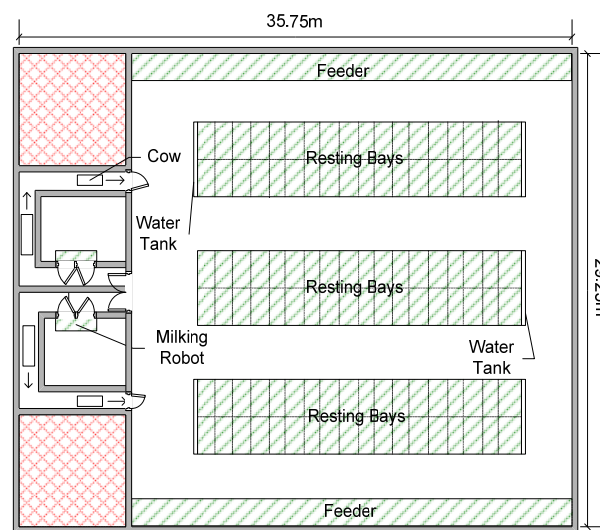 35.75m
Feeder
Resting Bays
Cow
Water
Tank
Resting Bays
Milking
Robot
Water
Tank
Resting Bays
Feeder